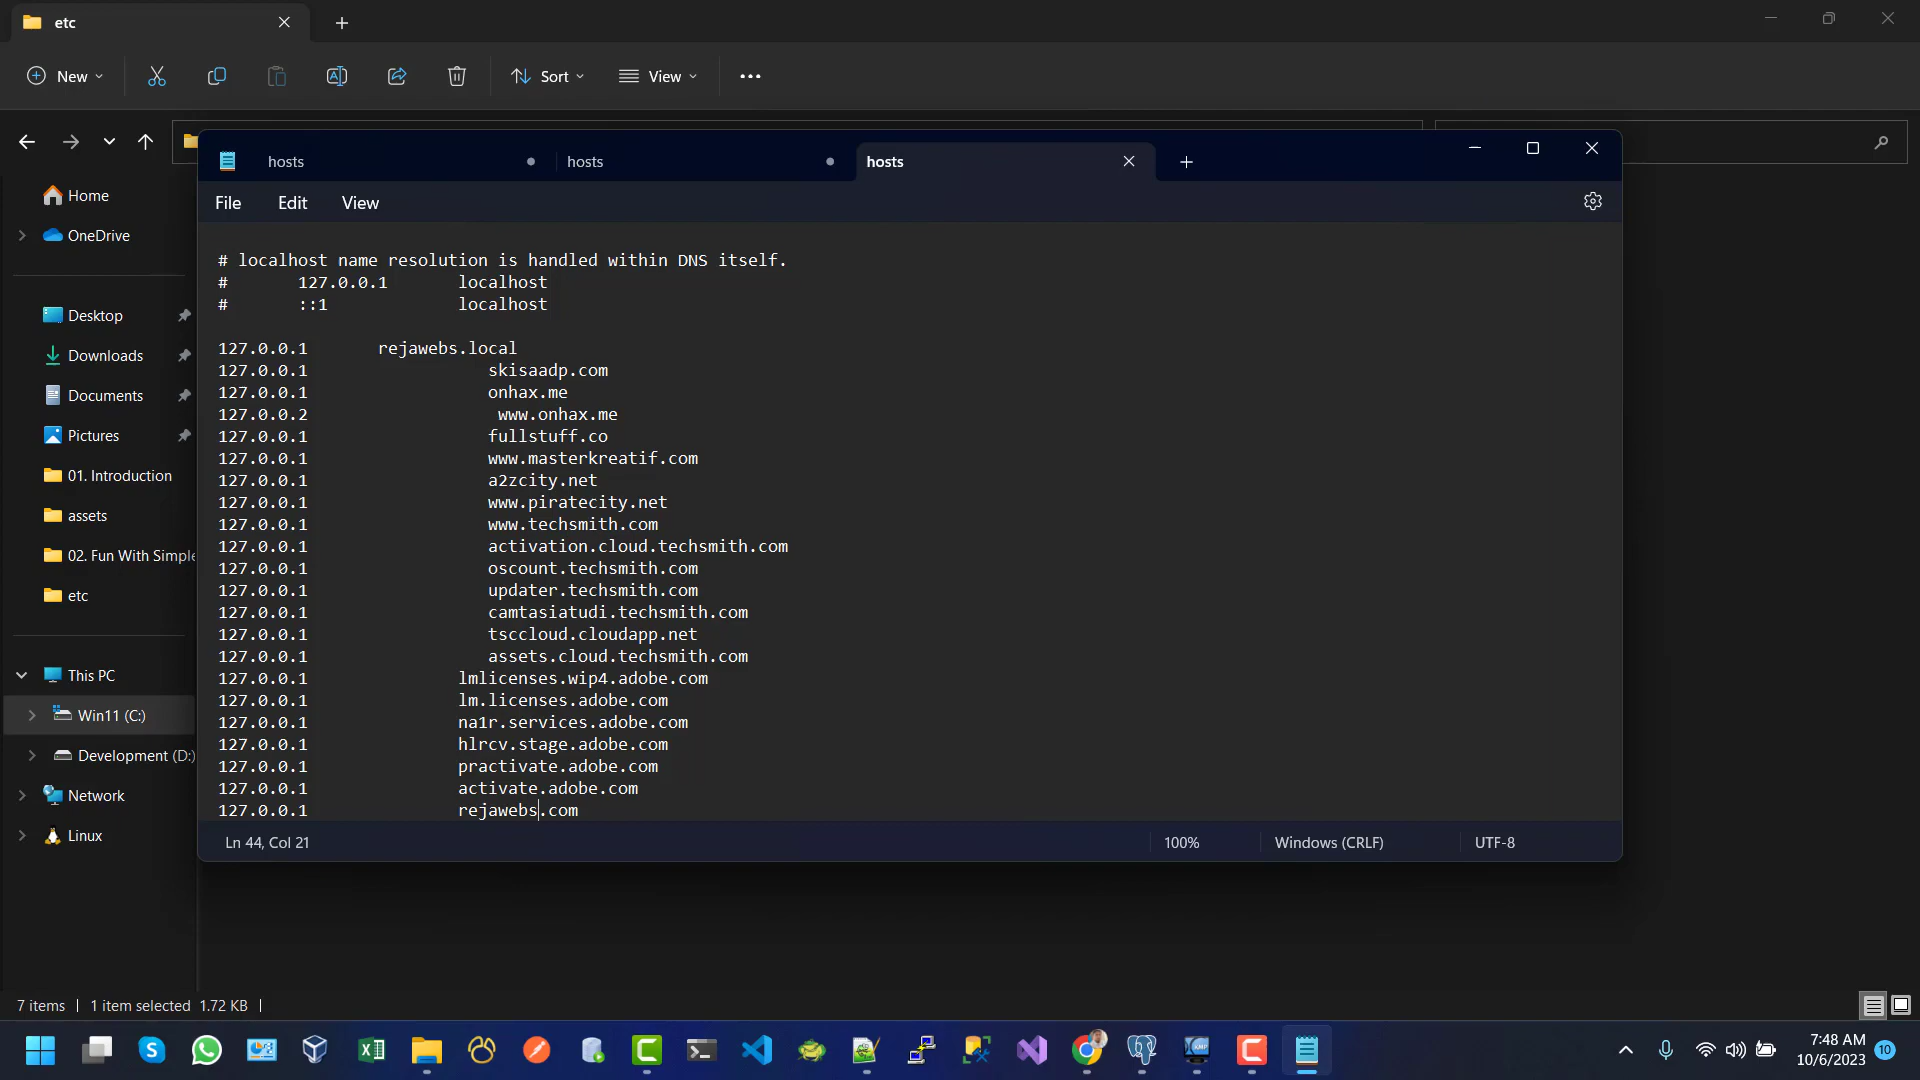 etc
New
Sort
View
hosts
hosts
hosts
File Edit View
Home
OneDrive
Desktop
Downloads
Documents
Pictures
01. Introduction
assets
02. Fun With Simple
etc
This PC
Win11 (C:)
Development (D:)
Network
Linux
# localhost name resolution is handled within DNS itself.
# 127.0.0.1 localhost
# ::1 localhost
127.0.0.1 rejawebs.local
127.0.0.1 skisaadp.com
127.0.0.1 onhax.me
127.0.0.2 www.onhax.me
127.0.0.1 fullstuff.co
127.0.0.1 www.masterkreatif.com
127.0.0.1 a2zcity.net
127.0.0.1 www.piratecity.net
127.0.0.1 www.techsmith.com
127.0.0.1 activation.cloud.techsmith.com
127.0.0.1 oscount.techsmith.com
127.0.0.1 updater.techsmith.com
127.0.0.1 camtasiatudi.techsmith.com
127.0.0.1 tsccloud.cloudapp.net
127.0.0.1 assets.cloud.techsmith.com
127.0.0.1 lmlicenses.wip4.adobe.com
127.0.0.1 lm.licenses.adobe.com
127.0.0.1 na1r.services.adobe.com
127.0.0.1 hlrcv.stage.adobe.com
127.0.0.1 practivate.adobe.com
127.0.0.1 activate.adobe.com
127.0.0.1 rejawebs.com
Ln 44, Col 21 100% Windows (CRLF) UTF-8
7 items 1 item selected 1.72 KB
7:48 AM
10/6/2023
10